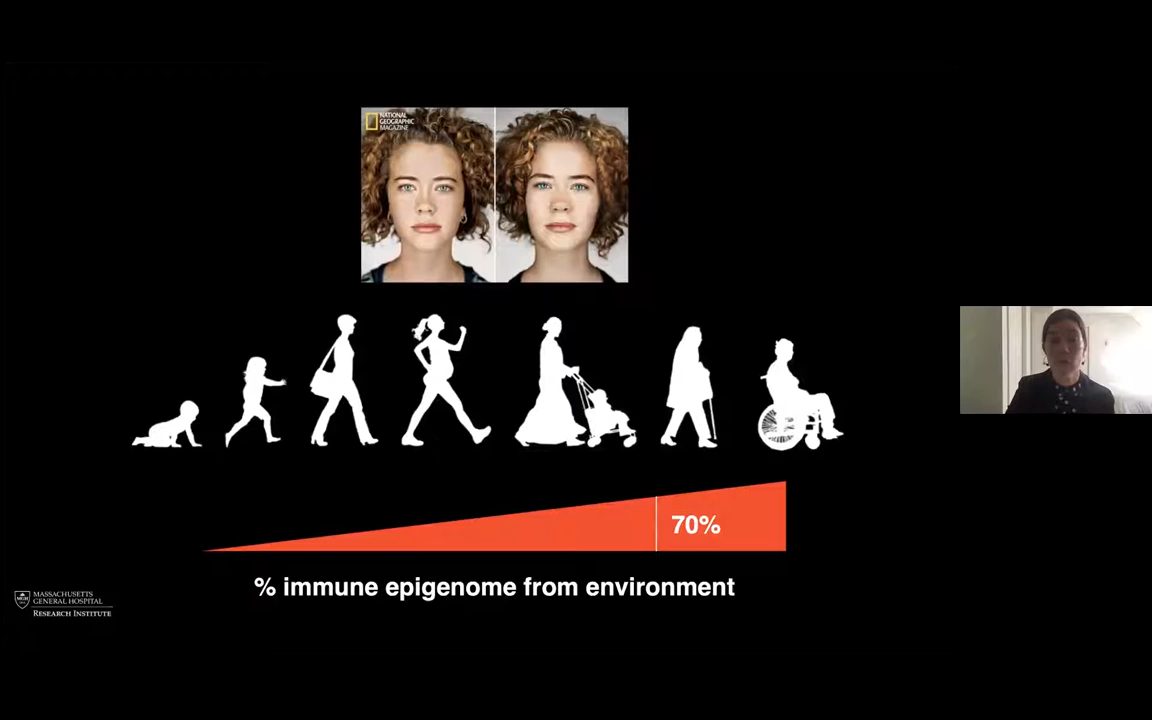 NATIONAL
GEOGRAPHIC
MAGAZINE
70%
% immune epigenome from environment
MASSACHUSETTS
GENERAL HOSPITAL
RESEARCH INSTITUTE